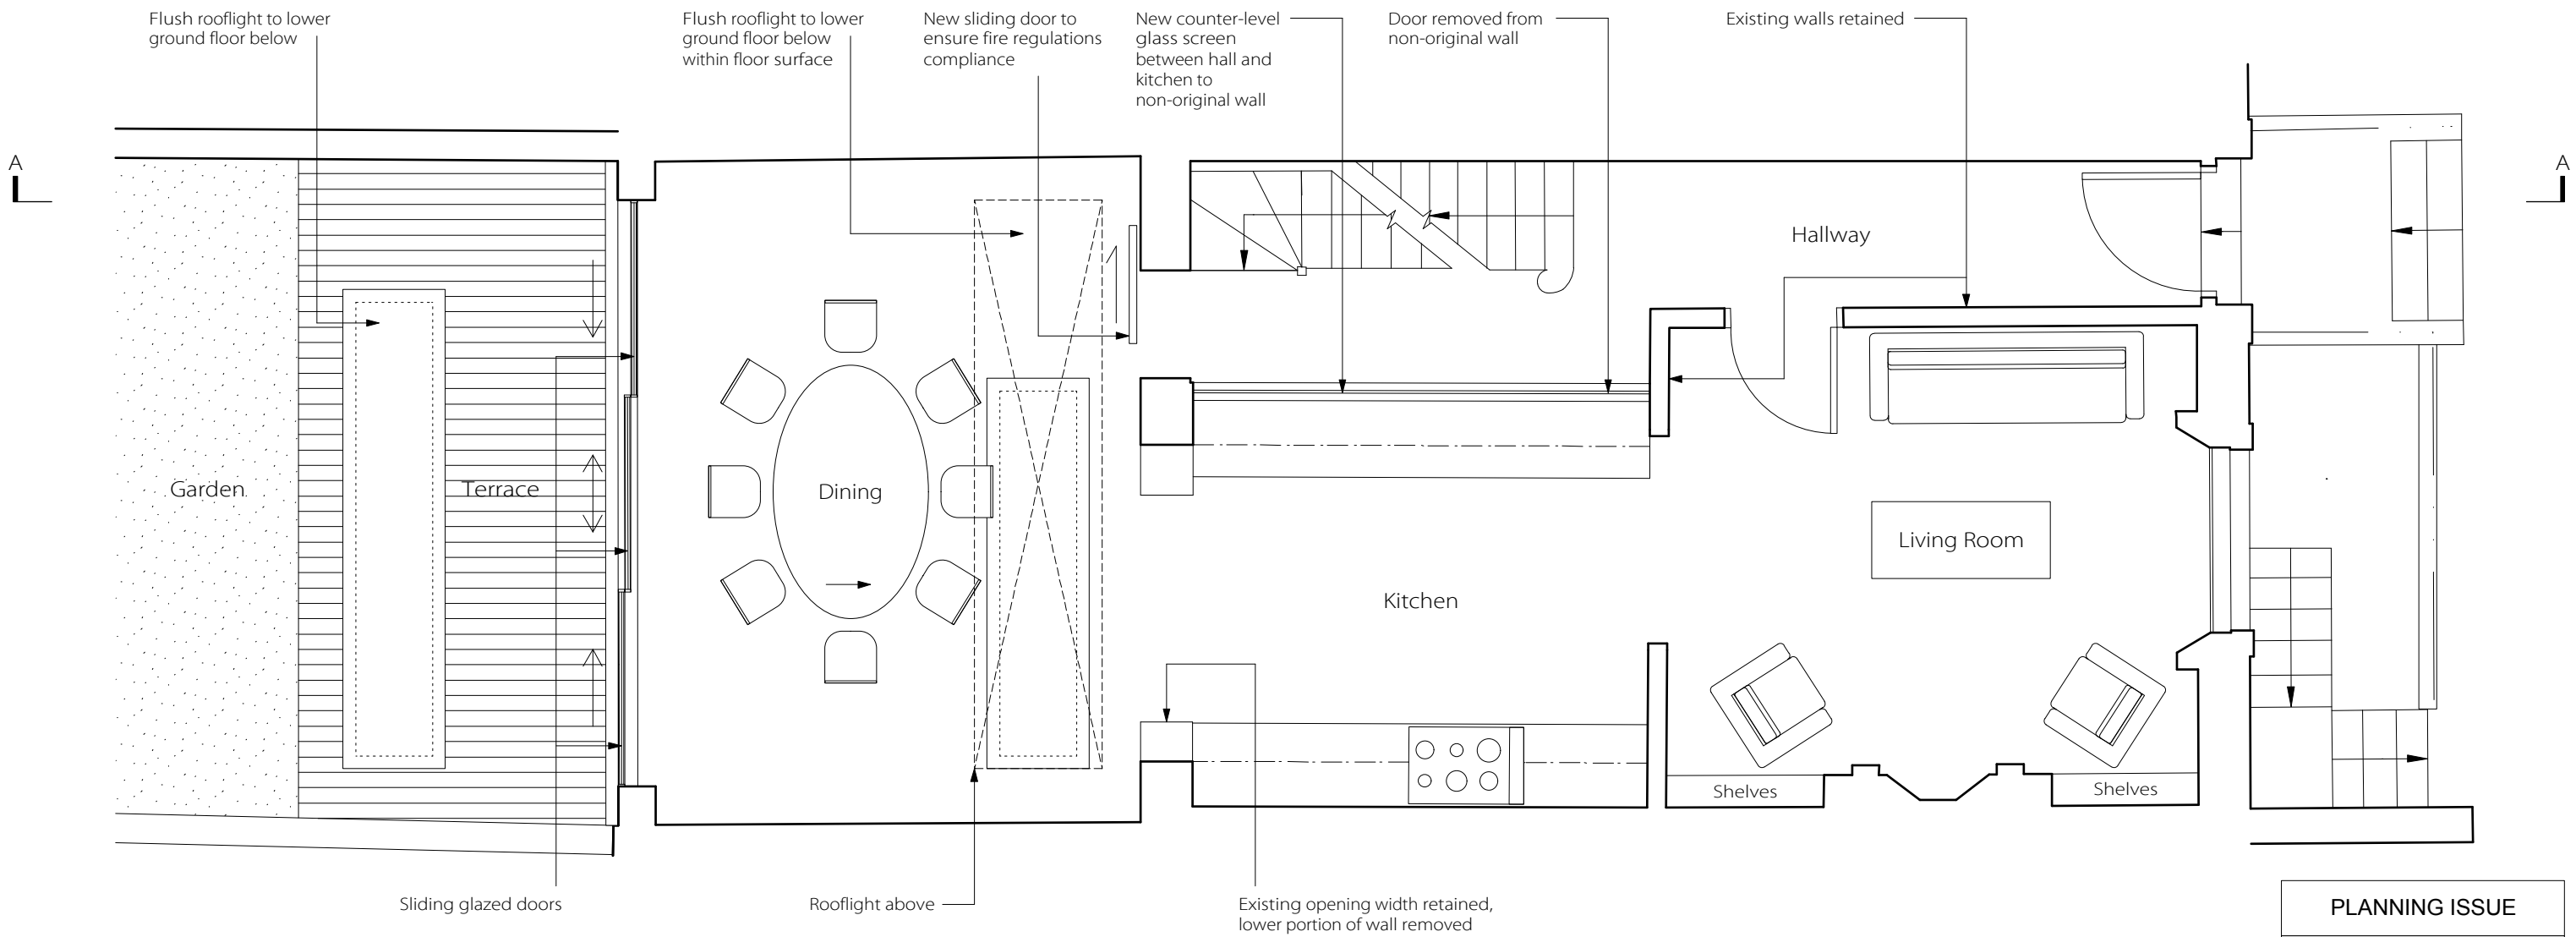 Flush rooflight to lower
ground floor below
Flush rooflight to lower
ground floor below
within floor surface
New sliding door to
ensure fire regulations
compliance
New counter-level
glass screen
between hall and
kitchen to
non-original wall
Door removed from
non-original wall
Existing walls retained
A
A
Hallway
Garden
Terrace
Dining
Living Room
Kitchen
Shelves
Shelves
Sliding glazed doors
Rooflight above
Existing opening width retained,
lower portion of wall removed
PLANNING ISSUE